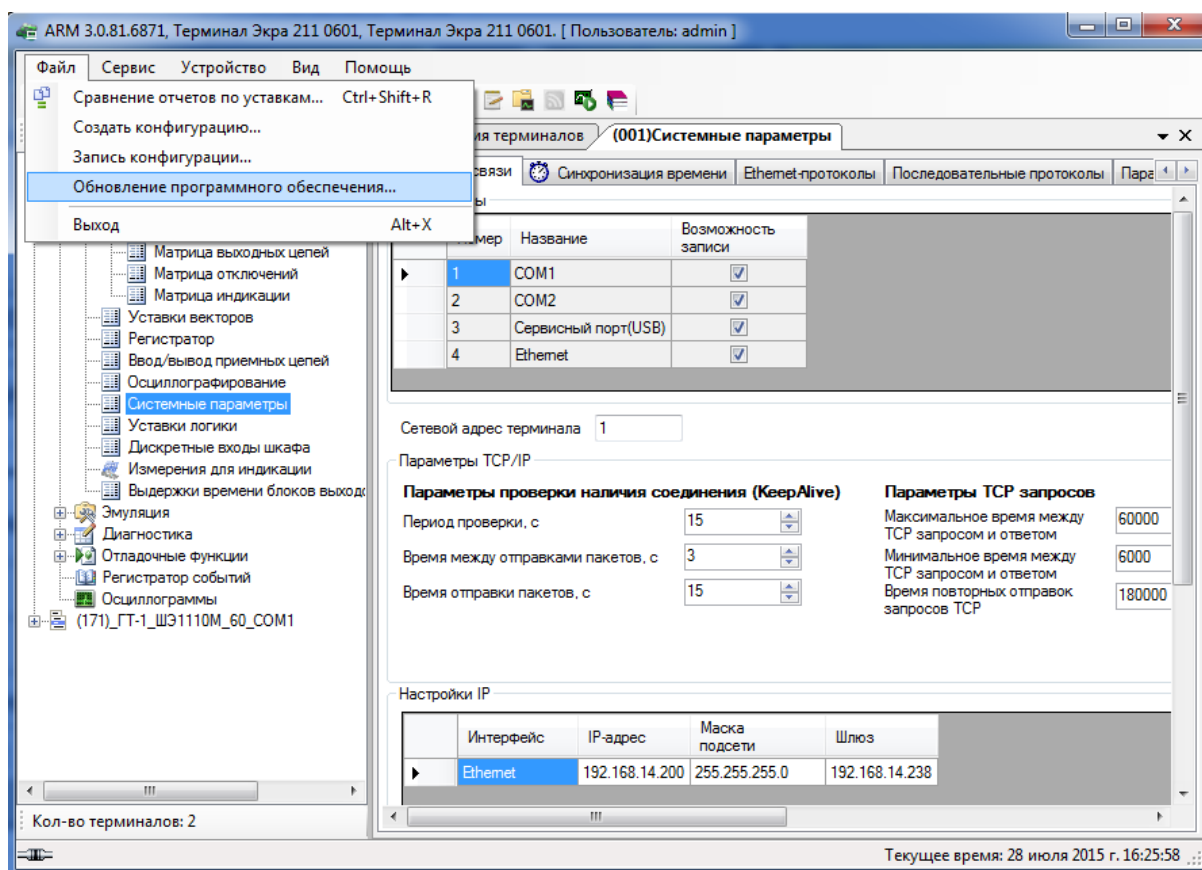 ARM 3.0.81.6871, Терминал Экра 211 0601, Терминал Экра 211 0601. [ Пользователь: admin ]
Файл Сервис Устройство Вид Помощь
Сравнение отчетов по уставкам... Ctrl+Shift+R
Создать конфигурацию...
Запись конфигурации...
Обновление программного обеспечения...
Выход Alt+X
ия терминалов (001)Системные параметры
связи Синхронизация времени Ethernet-протоколы Последовательные протоколы Пара
ы
мер Название Возможность записи
1 COM1
2 COM2
3 Сервисный порт(USB)
4 Ethernet
Матрица выходных цепей
Матрица отключений
Матрица индикации
Уставки векторов
Регистратор
Ввод/вывод приемных цепей
Осциллографирование
Системные параметры
Уставки логики
Дискретные входы шкафа
Измерения для индикации
Выдержки времени блоков выход
Эмуляция
Диагностика
Отладочные функции
Регистратор событий
Осциллограммы
(171)_ГТ-1_ШЭ1110М_60_COM1
Сетевой адрес терминала 1
Параметры TCP/IP
Параметры проверки наличия соединения (KeepAlive)
Период проверки, с 15
Время между отправками пакетов, с 3
Время отправки пакетов, с 15
Параметры TCP запросов
Максимальное время между
TCP запросом и ответом 60000
Минимальное время между
TCP запросом и ответом 6000
Время повторных отправок
запросов TCP 180000
Настройки IP
Интерфейс IP-адрес Маска подсети Шлюз
Ethernet 192.168.14.200 255.255.255.0 192.168.14.238
Кол-во терминалов: 2
Текущее время: 28 июля 2015 г. 16:25:58